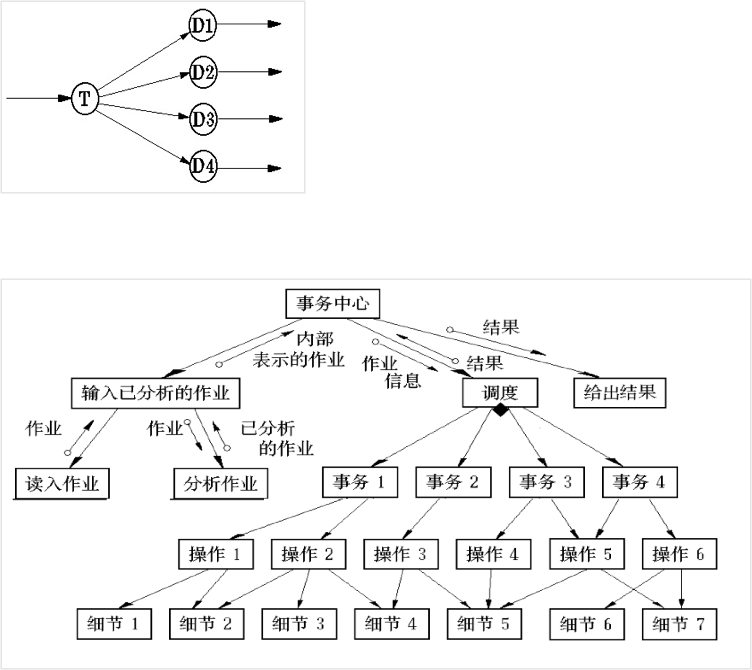 D1
D2
T
D3
D4
事务中心
结果
内部
表示的作业
作业
信息
结果
输入已分析的作业
调度
给出结果
作业
作业
已分析
的作业
读入作业
分析作业
事务 1
事务 2
事务 3
事务 4
操作 1
操作 2
操作 3
操作 4
操作 5
操作 6
细节 1
细节 2
细节 3
细节 4
细节 5
细节 6
细节 7